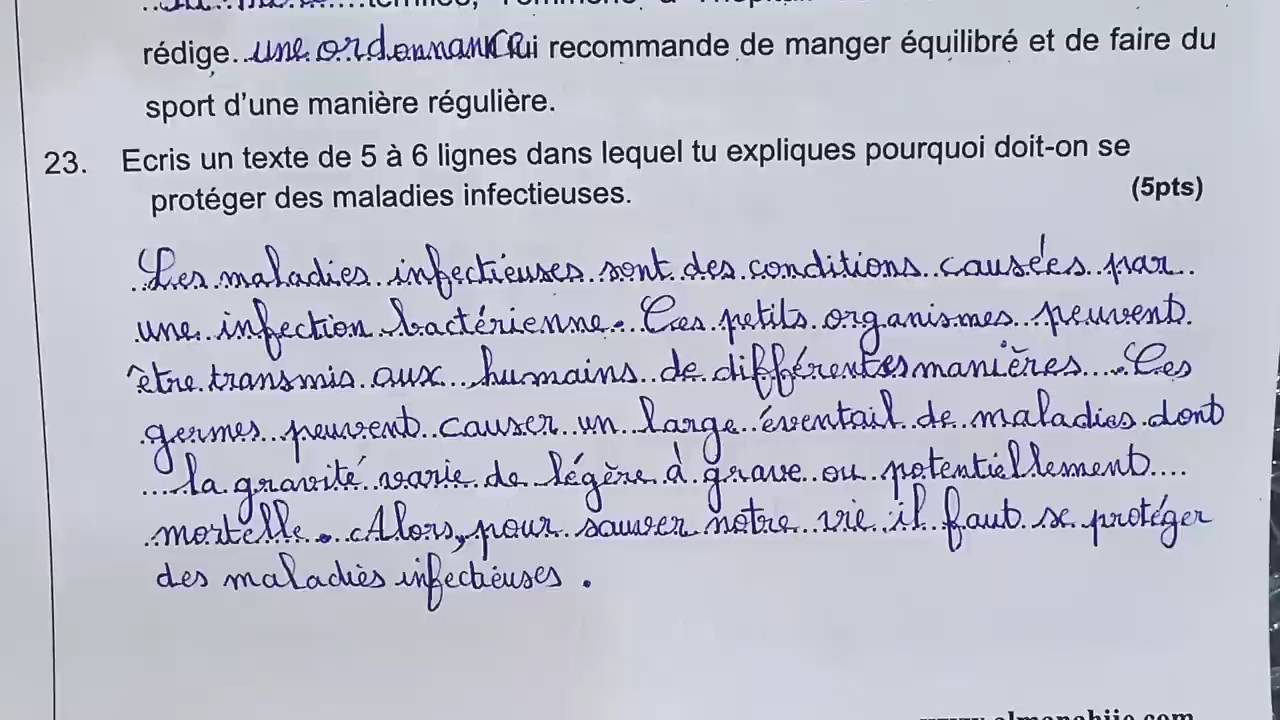 rédige..une ordonnance lui recommande de manger équilibré et de faire du
sport d'une manière régulière.
23. Ecris un texte de 5 à 6 lignes dans lequel tu expliques pourquoi doit-on se
protéger des maladies infectieuses.
(5pts)
Les maladies infectieuses sont des conditions causées par
une infection bactérienne. Ces petits organismes peuvent
être transmis aux humains de différentes manières. Ces
germes peuvent causer un large éventail de maladies dont
la gravité varie de légère à grave ou potentiellement
mortelle. Alors, pour sauver notre vie il faut se protéger
des maladies infectieuses.